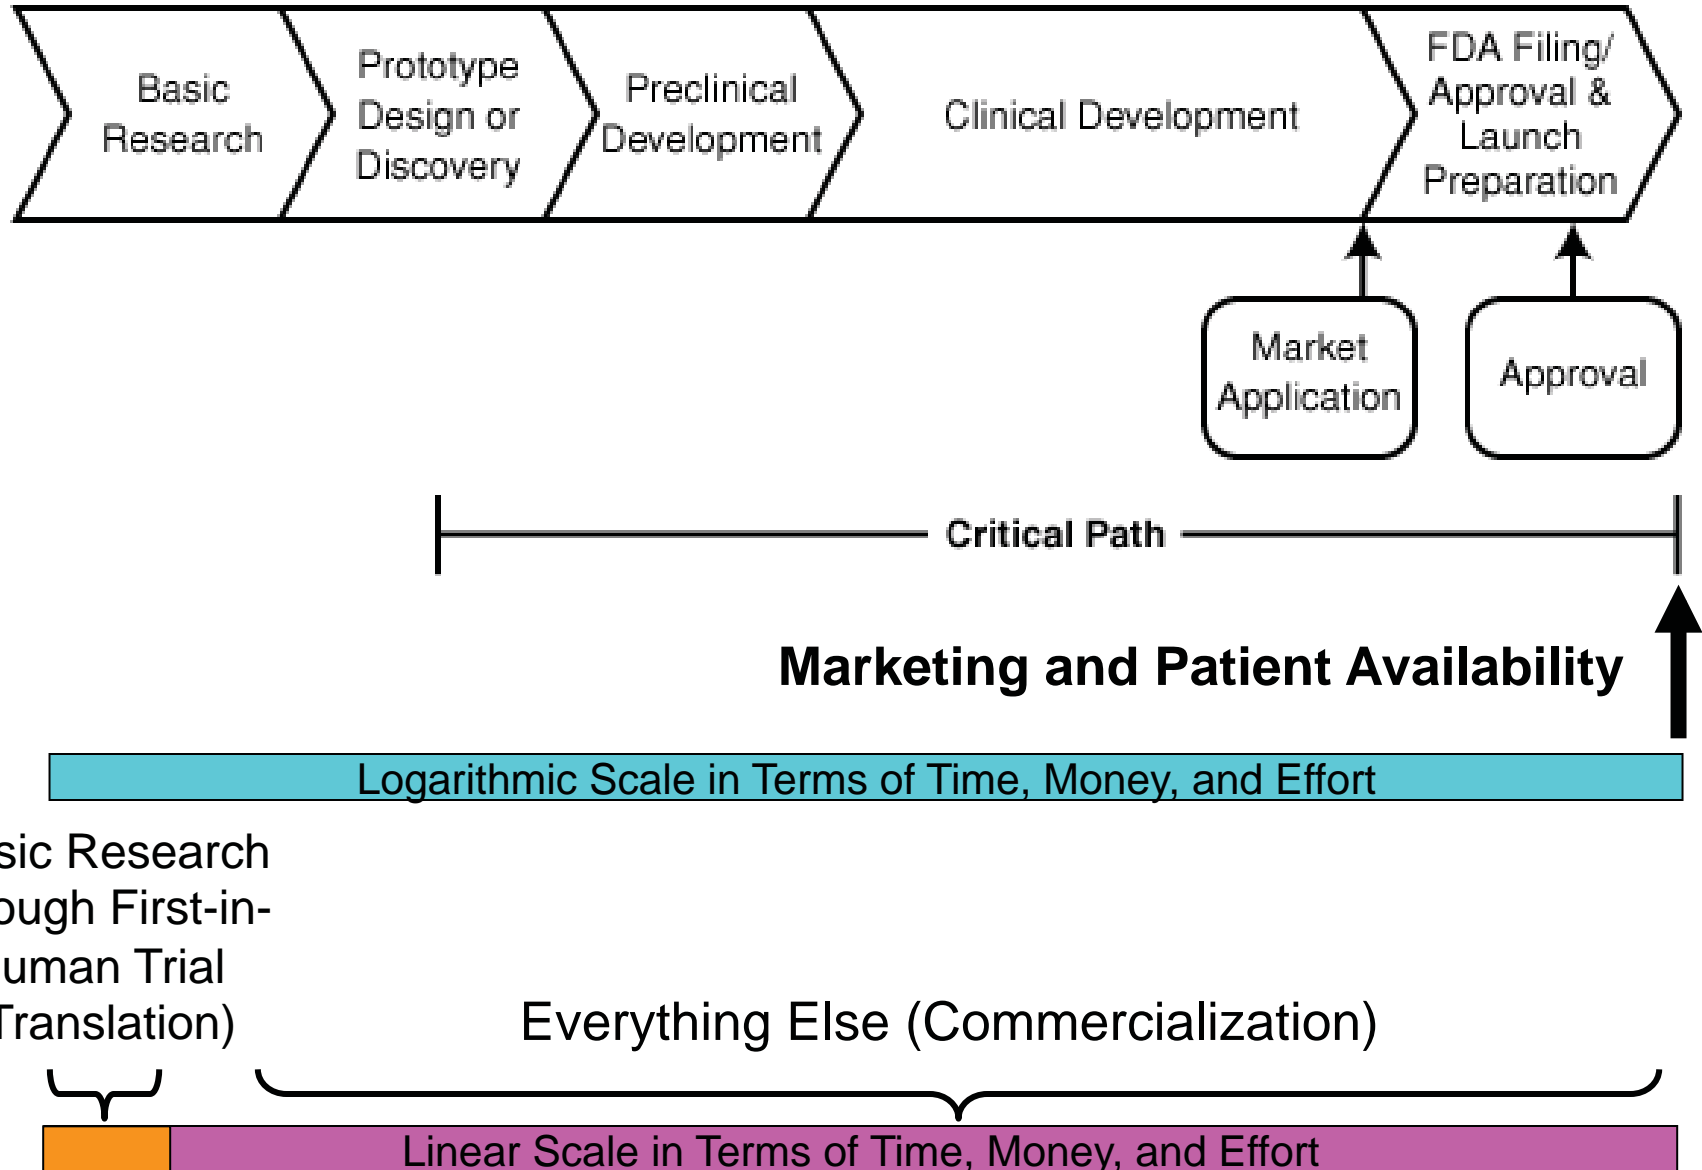 Basic
Research
Prototype
Design or
Discovery
Preclinical
Development
Clinical Development
FDA Filing/
Approval &
Launch
Preparation
Market
Application
Approval
Critical Path
Marketing and Patient Availability
Logarithmic Scale in Terms of Time, Money, and Effort
sic Research
ough First-in-
uman Trial
Translation)
Everything Else (Commercialization)
Linear Scale in Terms of Time, Money, and Effort